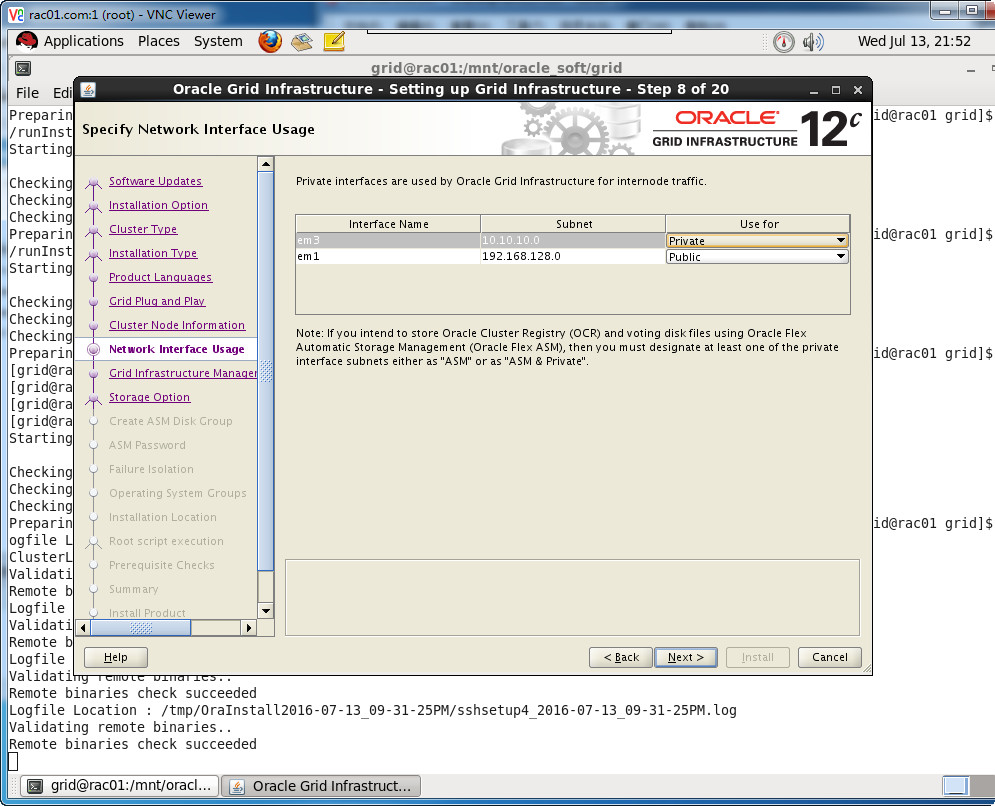 rac01.com:1 (root) - VNC Viewer
Applications Places System
Wed Jul 13, 21:52
grid@rac01:/mnt/oracle_soft/grid
File Edi
Oracle Grid Infrastructure - Setting up Grid Infrastructure - Step 8 of 20
Specify Network Interface Usage
ORACLE
GRID INFRASTRUCTURE
12c
Software Updates
Installation Option
Cluster Type
Installation Type
Product Languages
Grid Plug and Play
Cluster Node Information
Network Interface Usage
Grid Infrastructure Manager
Storage Option
Create ASM Disk Group
ASM Password
Failure Isolation
Operating System Groups
Installation Location
Root script execution
Prerequisite Checks
Summary
Install Product
Private interfaces are used by Oracle Grid Infrastructure for internode traffic.
Interface Name Subnet Use for
em3 10.10.10.0 Private
em1 192.168.128.0 Public
Note: If you intend to store Oracle Cluster Registry (OCR) and voting disk files using Oracle Flex
Automatic Storage Management (Oracle Flex ASM), then you must designate at least one of the private
interface subnets either as "ASM" or as "ASM & Private".
Help
< Back
Next >
Install
Cancel
Preparin id@rac01 grid]$
/runInst
Starting
Checking
Checking
Checking
Preparin id@rac01 grid]$
/runInst
Starting
Checking
Checking
Checking
Preparin id@rac01 grid]$
[grid@ra
[grid@ra
[grid@ra
[grid@ra
Starting
Checking
Checking
Checking
Preparin id@rac01 grid]$
ogfile L
ClusterL
Validati
Remote b
Logfile
Validati
Remote b
Logfile
Validating remote binaries..
Remote binaries check succeeded
Logfile Location : /tmp/OraInstall2016-07-13_09-31-25PM/sshsetup4_2016-07-13_09-31-25PM.log
Validating remote binaries..
Remote binaries check succeeded
grid@rac01:/mnt/oracl...
Oracle Grid Infrastruct...